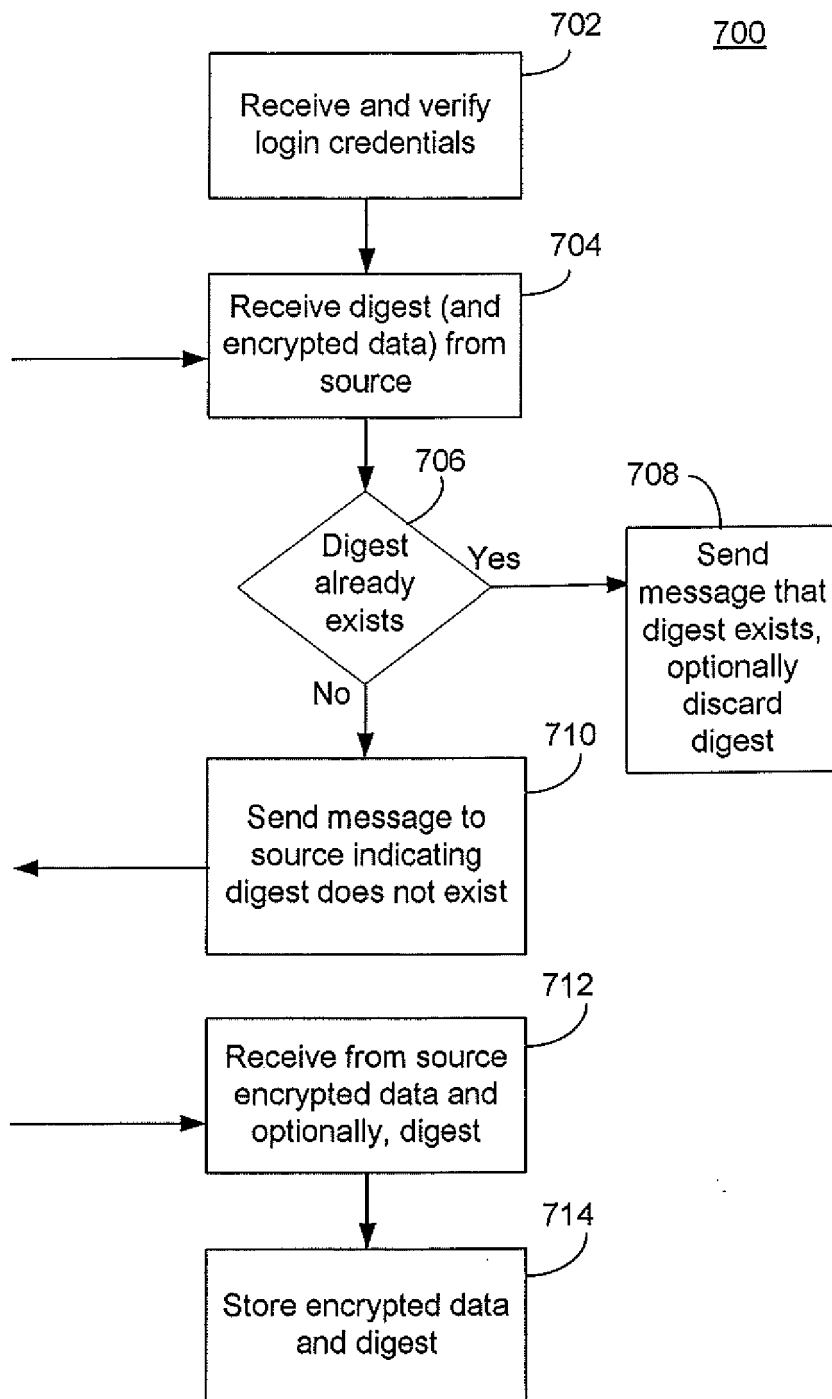 702
700
Receive and verify
login credentials
704
Receive digest (and
encrypted data) from
source
706
708
Digest
already
exists
Yes
No
Send
message that
digest exists,
optionally
discard
digest
710
Send message to
source indicating
digest does not exist
712
Receive from source
encrypted data and
optionally, digest
714
Store encrypted data
and digest